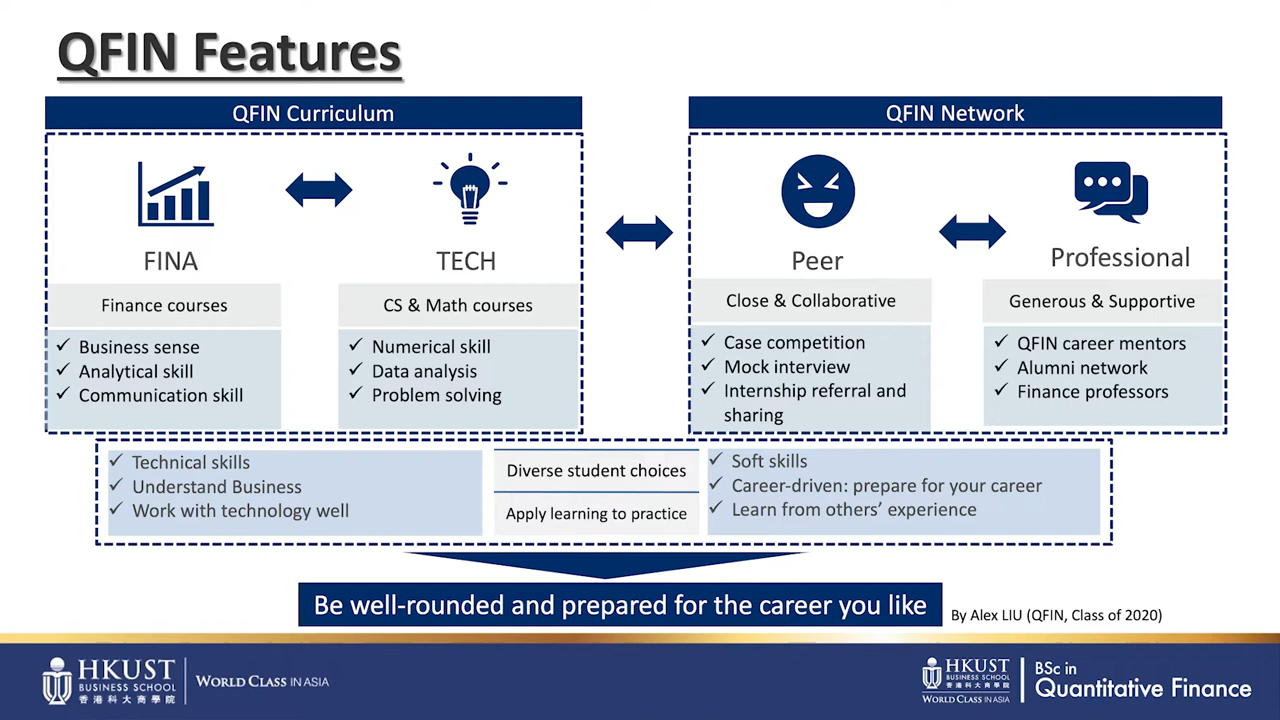 QFIN Features
QFIN Curriculum
FINA
TECH
Finance courses
CS & Math courses
✓ Business sense
✓ Analytical skill
✓ Communication skill
✓ Numerical skill
✓ Data analysis
✓ Problem solving
QFIN Network
Peer
Professional
Close & Collaborative
Generous & Supportive
✓ Case competition
✓ Mock interview
✓ Internship referral and
sharing
✓ QFIN career mentors
✓ Alumni network
✓ Finance professors
✓ Technical skills
✓ Understand Business
✓ Work with technology well
Diverse student choices
Apply learning to practice
✓ Soft skills
✓ Career-driven: prepare for your career
✓ Learn from others’ experience
Be well-rounded and prepared for the career you like
By Alex LIU (QFIN, Class of 2020)
HKUST
BUSINESS SCHOOL
香港科大商學院
WORLD CLASS IN ASIA
HKUST
BUSINESS SCHOOL
香港科大商學院
WORLD CLASS IN ASIA
BSc in
Quantitative Finance